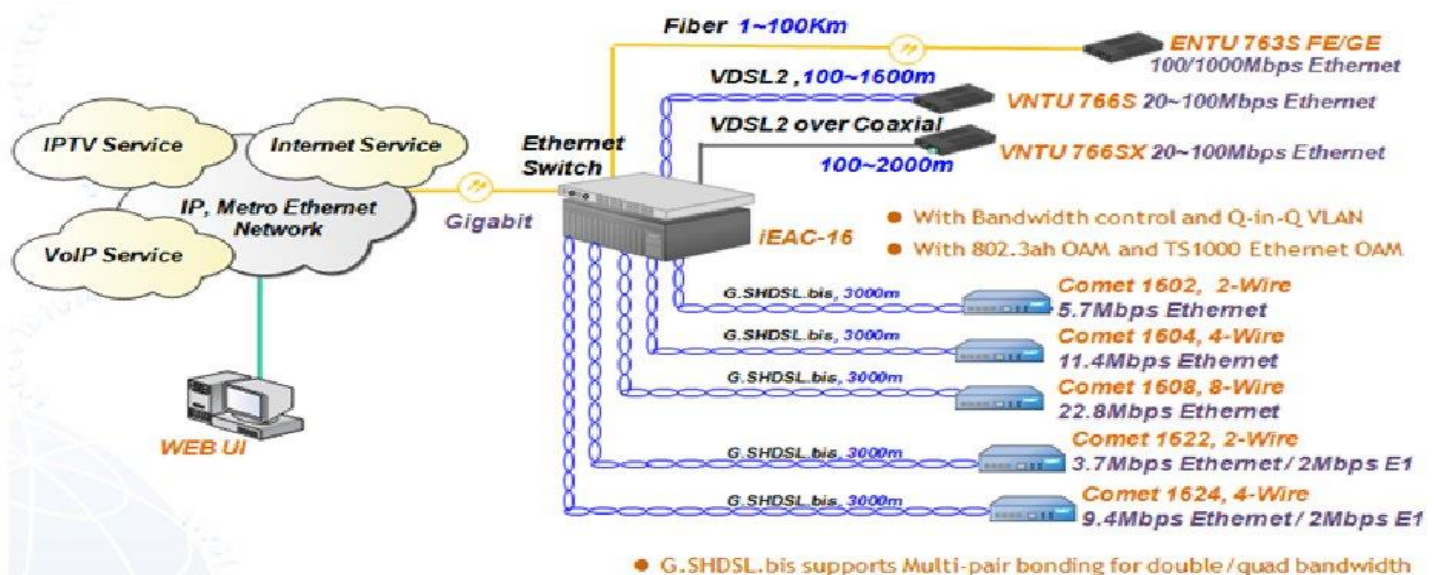 Fiber 1~100Km
ENTU 763S FE/GE
100/1000Mbps Ethernet
VDSL2 , 100~1600m
VNTU 766S 20~100Mbps Ethernet
VDSL2 over Coaxial
VNTU 766SX 20~100Mbps Ethernet
100~2000m
IPTV Service
Internet Service
Ethernet
Switch
IP, Metro Ethernet
Network
Gigabit
VoIP Service
iEAC-16
● With Bandwidth control and Q-in-Q VLAN
● With 802.3ah OAM and TS1000 Ethernet OAM
G.SHDSL.bis, 3000m
Comet 1602, 2-Wire
5.7Mbps Ethernet
G.SHDSL.bis, 3000m
Comet 1604, 4-Wire
11.4Mbps Ethernet
G.SHDSL.bis, 3000m
Comet 1608, 8-Wire
22.8Mbps Ethernet
WEB UI
G.SHDSL.bis, 3000m
Comet 1622, 2-Wire
3.7Mbps Ethernet / 2Mbps E1
G.SHDSL.bis, 3000m
Comet 1624, 4-Wire
9.4Mbps Ethernet / 2Mbps E1
● G.SHDSL.bis supports Multi-pair bonding for double/quad bandwidth